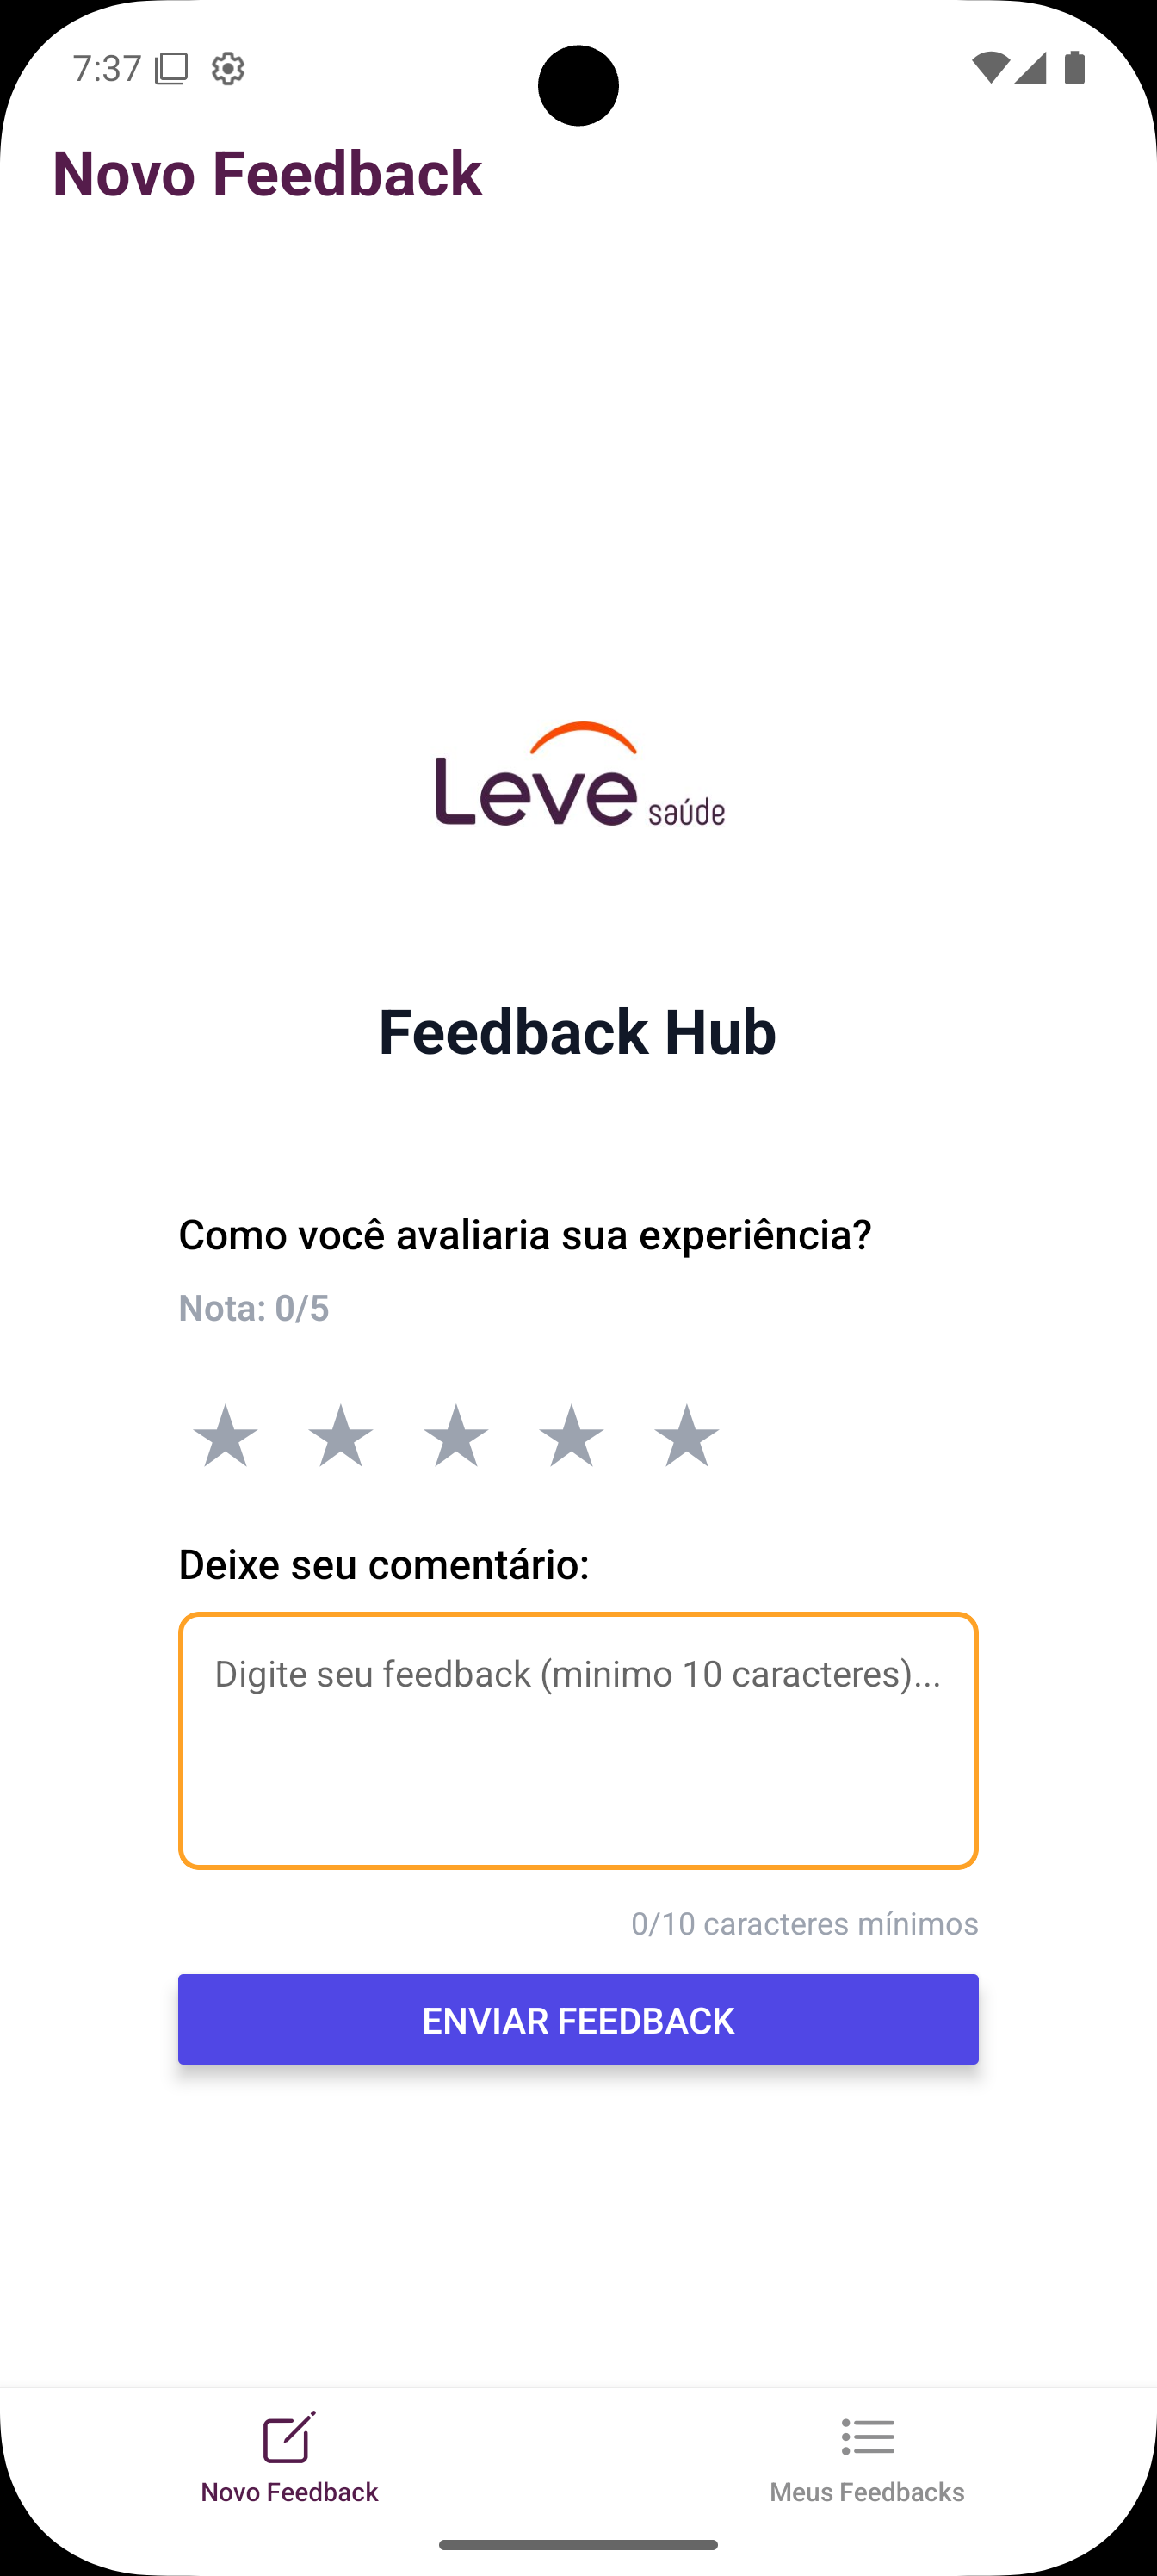 7:37
Novo Feedback
Leve saúde
Feedback Hub
Como você avaliaria sua experiência?
Nota: 0/5
Deixe seu comentário:
Digite seu feedback (minimo 10 caracteres)...
0/10 caracteres mínimos
ENVIAR FEEDBACK
Novo Feedback
Meus Feedbacks